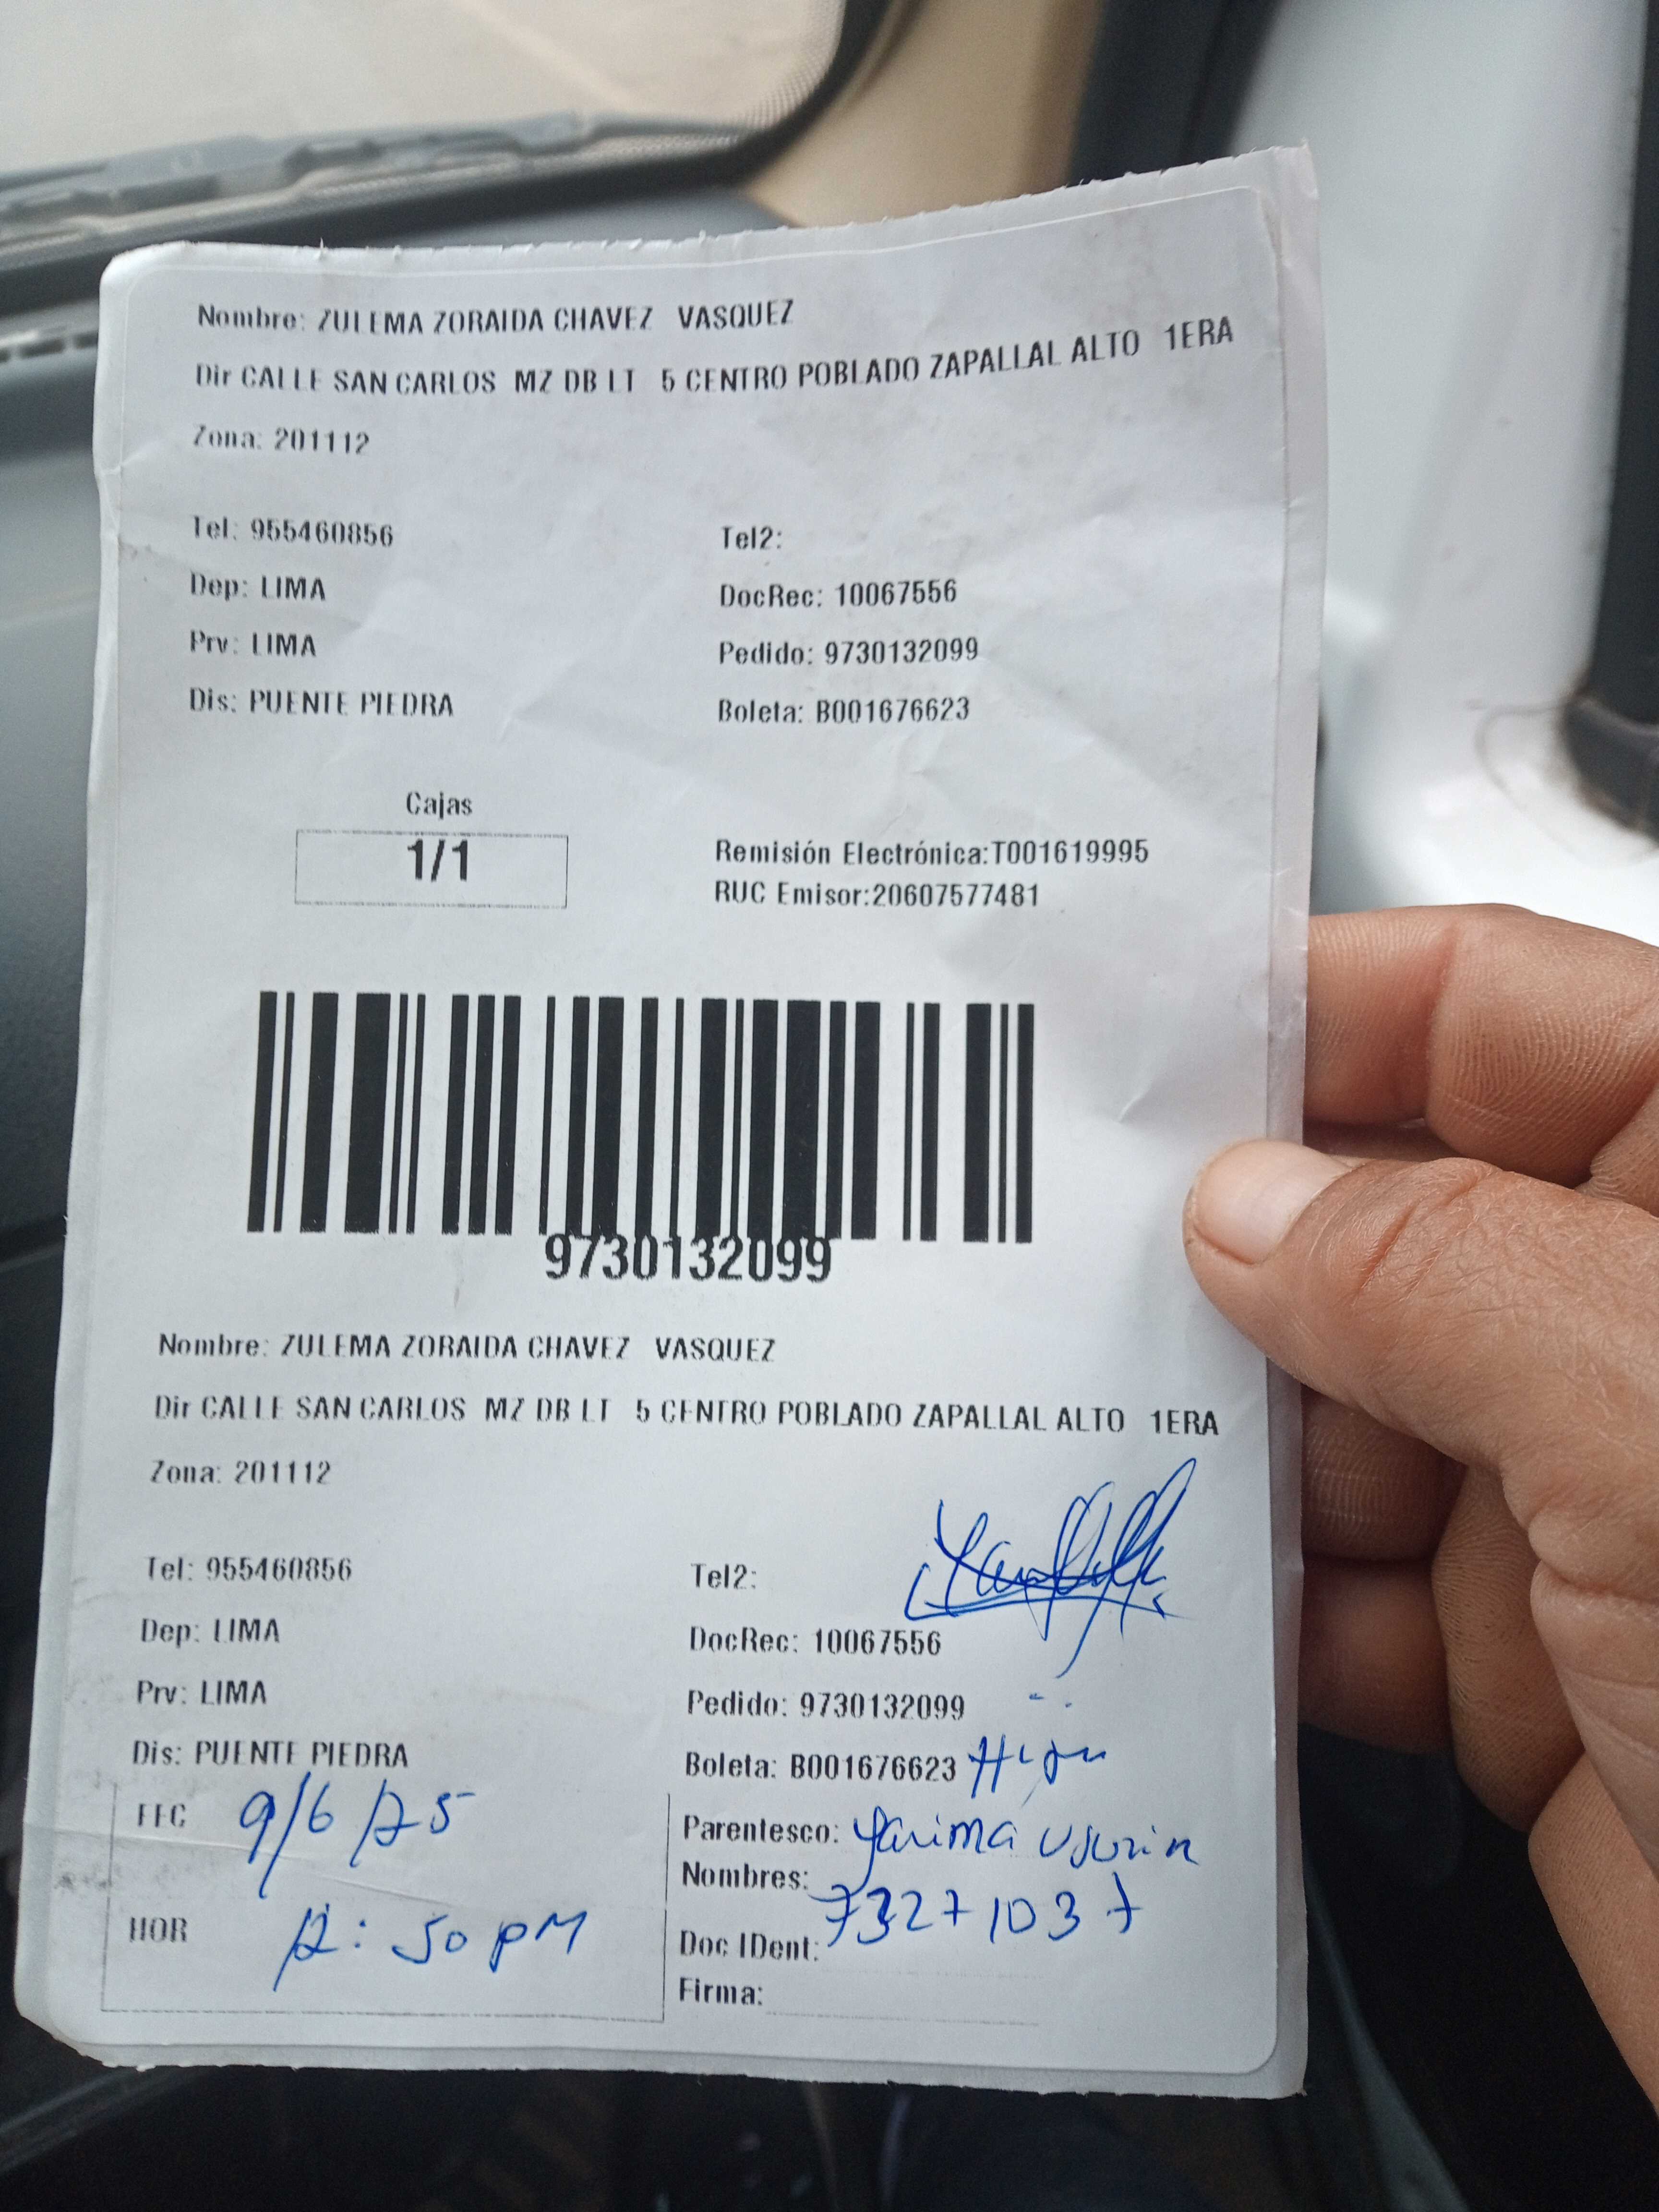 Nombre: ZULEMA ZORAIDA CHAVEZ VASQUEZ
Dir CALLE SAN CARLOS MZ DB LT 5 CENTRO POBLADO ZAPALLAL ALTO 1ERA
Zona: 201112
Tel: 955460856 Tel2:
Dep: LIMA DocRec: 10067556
Prv: LIMA Pedido: 9730132099
Dis: PUENTE PIEDRA Boleta: B001676623
Cajas
1/1
Remisión Electrónica:T001619995
RUC Emisor:20607577481
9730132099
Nombre: ZULEMA ZORAIDA CHAVEZ VASQUEZ
Dir CALLE SAN CARLOS MZ DB LT 5 CENTRO POBLADO ZAPALLAL ALTO 1ERA
Zona: 201112
Tel: 955460856 Tel2:
Dep: LIMA DocRec: 10067556
Prv: LIMA Pedido: 9730132099
Dis: PUENTE PIEDRA Boleta: B001676623
FEC 9/6/25
Parentesco: Yarima
Nombres:
HOR 12:50 PM
Doc IDent: 73271037
Firma: